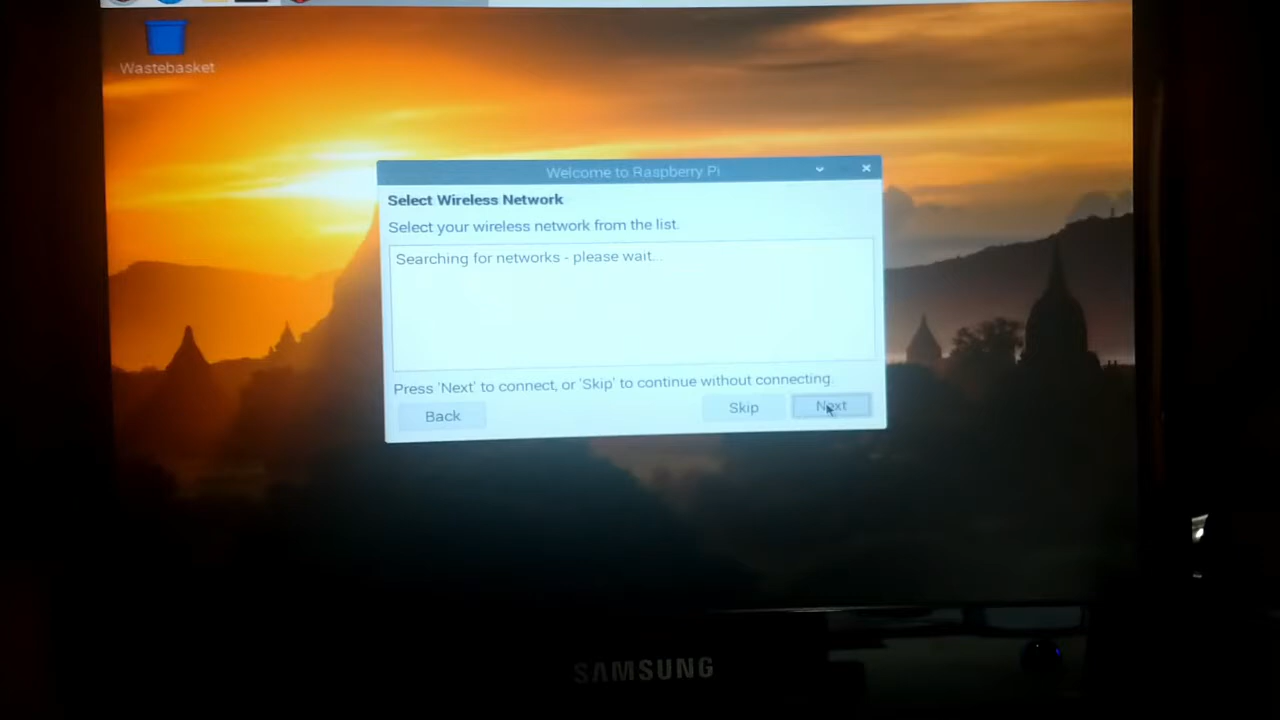 Wastebasket
Welcome to Raspberry Pi
Select Wireless Network
Select your wireless network from the list.
Searching for networks - please wait...
Press 'Next' to connect, or 'Skip' to continue without connecting.
Back
Skip
Next
SAMSUNG